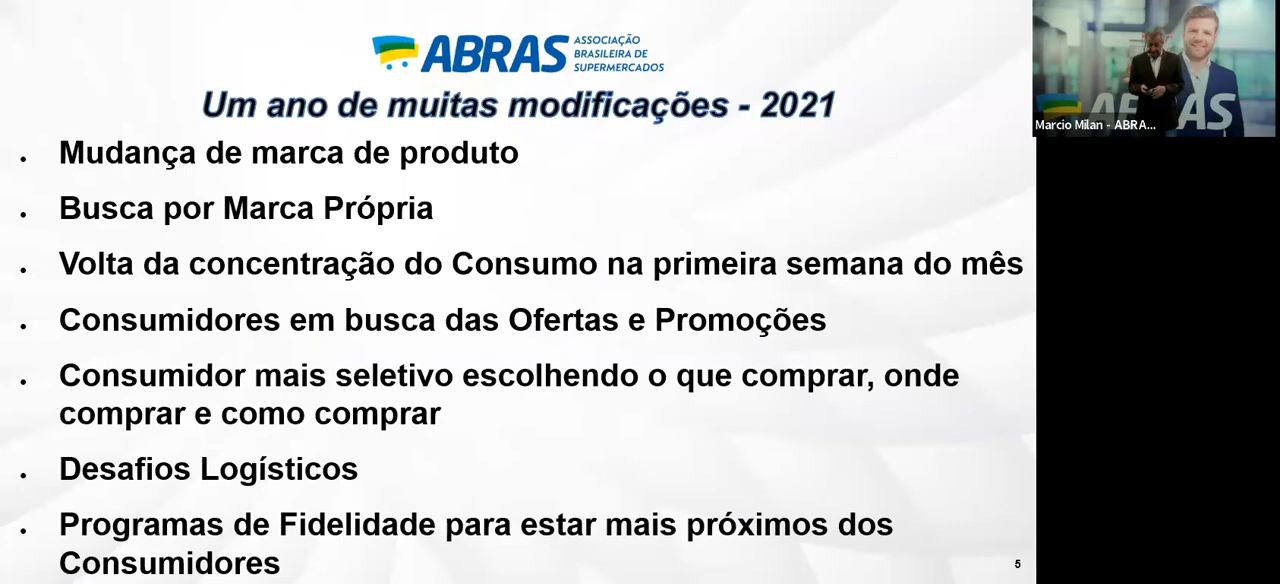 ABRAS ASSOCIAÇÃO
BRASILEIRA DE
SUPERMERCADOS
Um ano de muitas modificações - 2021
• Mudança de marca de produto
• Busca por Marca Própria
• Volta da concentração do Consumo na primeira semana do mês
• Consumidores em busca das Ofertas e Promoções
• Consumidor mais seletivo escolhendo o que comprar, onde
comprar e como comprar
• Desafios Logísticos
• Programas de Fidelidade para estar mais próximos dos
Consumidores
5
Marcio Milan - ABRA...